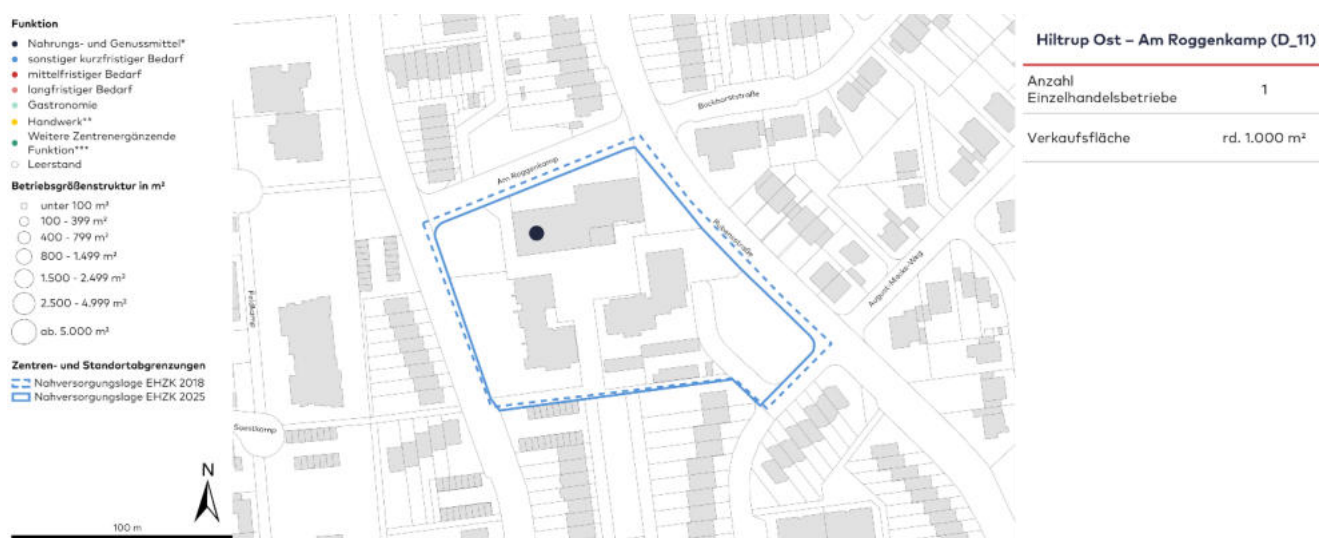 Funktion
Nahrungs- und Genussmittel*
sonstiger kurzfristiger Bedarf
mittelfristiger Bedarf
langfristiger Bedarf
Gastronomie
Handwerk**
Weitere Zentrenergänzende
Funktion***
Leerstand
Betriebsgrößenstruktur in m²
unter 100 m²
100 - 399 m²
400 - 799 m²
800 - 1.499 m²
1.500 - 2.499 m²
2.500 - 4.999 m²
ab. 5.000 m²
Zentren- und Standortabgrenzungen
Nahversorgungslage EHZK 2018
Nahversorgungslage EHZK 2025
N
100 m
Am Roggenkamp
Bockhorststraße
Rubensstraße
August-Macke-Weg
Feldkamp
Hiltrup Ost – Am Roggenkamp (D_11)
Anzahl
Einzelhandelsbetriebe 1
Verkaufsfläche rd. 1.000 m²